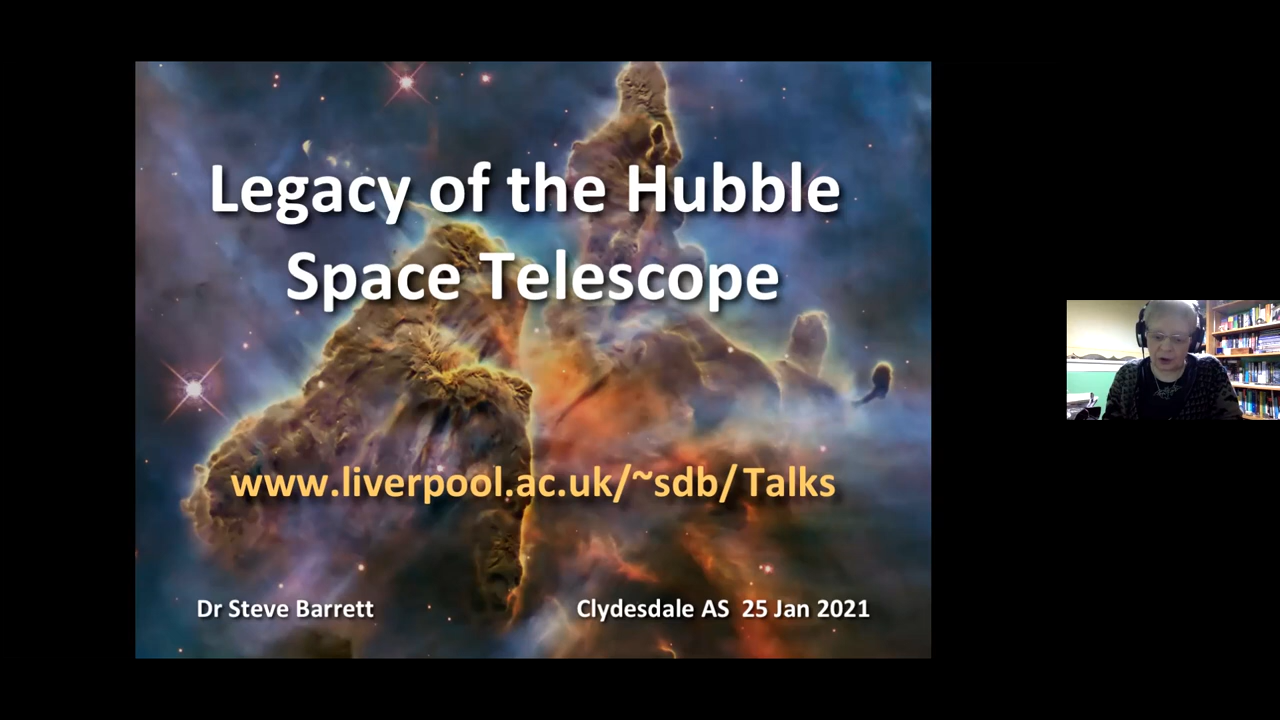 Legacy of the Hubble
Space Telescope
www.liverpool.ac.uk/~sdb/Talks
Dr Steve Barrett
Clydesdale AS 25 Jan 2021